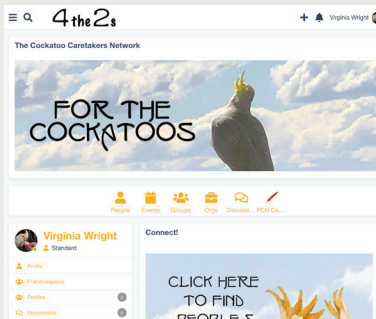 4 the 2s
Virginia Wright
The Cockatoo Caretakers Network
FOR THE
COCKATOOS
People
Events
Groups
Orgs
Discussi...
PCN Ce...
Virginia Wright
Standard
Profile
Friend requests
Profiles
Discussions
Connect!
CLICK HERE
TO FIND